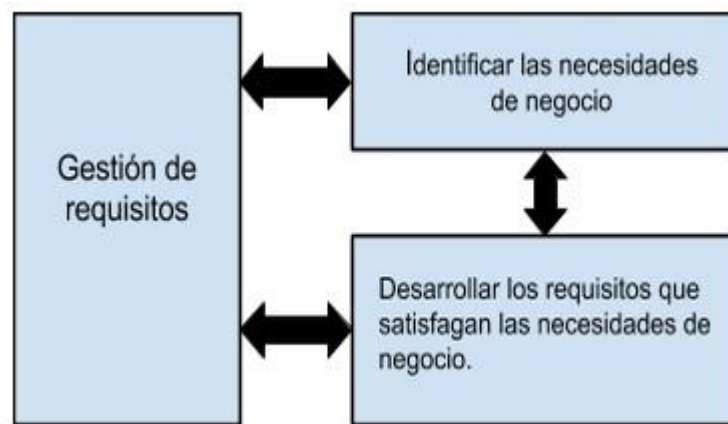 Gestión de
requisitos
Identificar las necesidades
de negocio
Desarrollar los requisitos que
satisfagan las necesidades de
negocio.